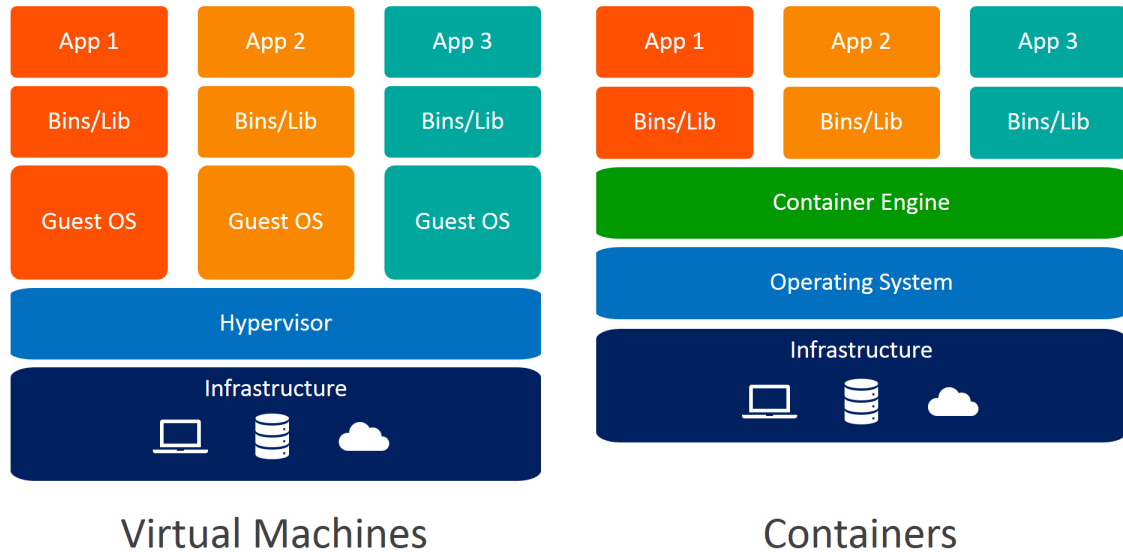 App 1
App 2
App 3
Bins/Lib
Bins/Lib
Bins/Lib
Guest OS
Guest OS
Guest OS
Hypervisor
Infrastructure
Virtual Machines
App 1
App 2
App 3
Bins/Lib
Bins/Lib
Bins/Lib
Container Engine
Operating System
Infrastructure
Containers